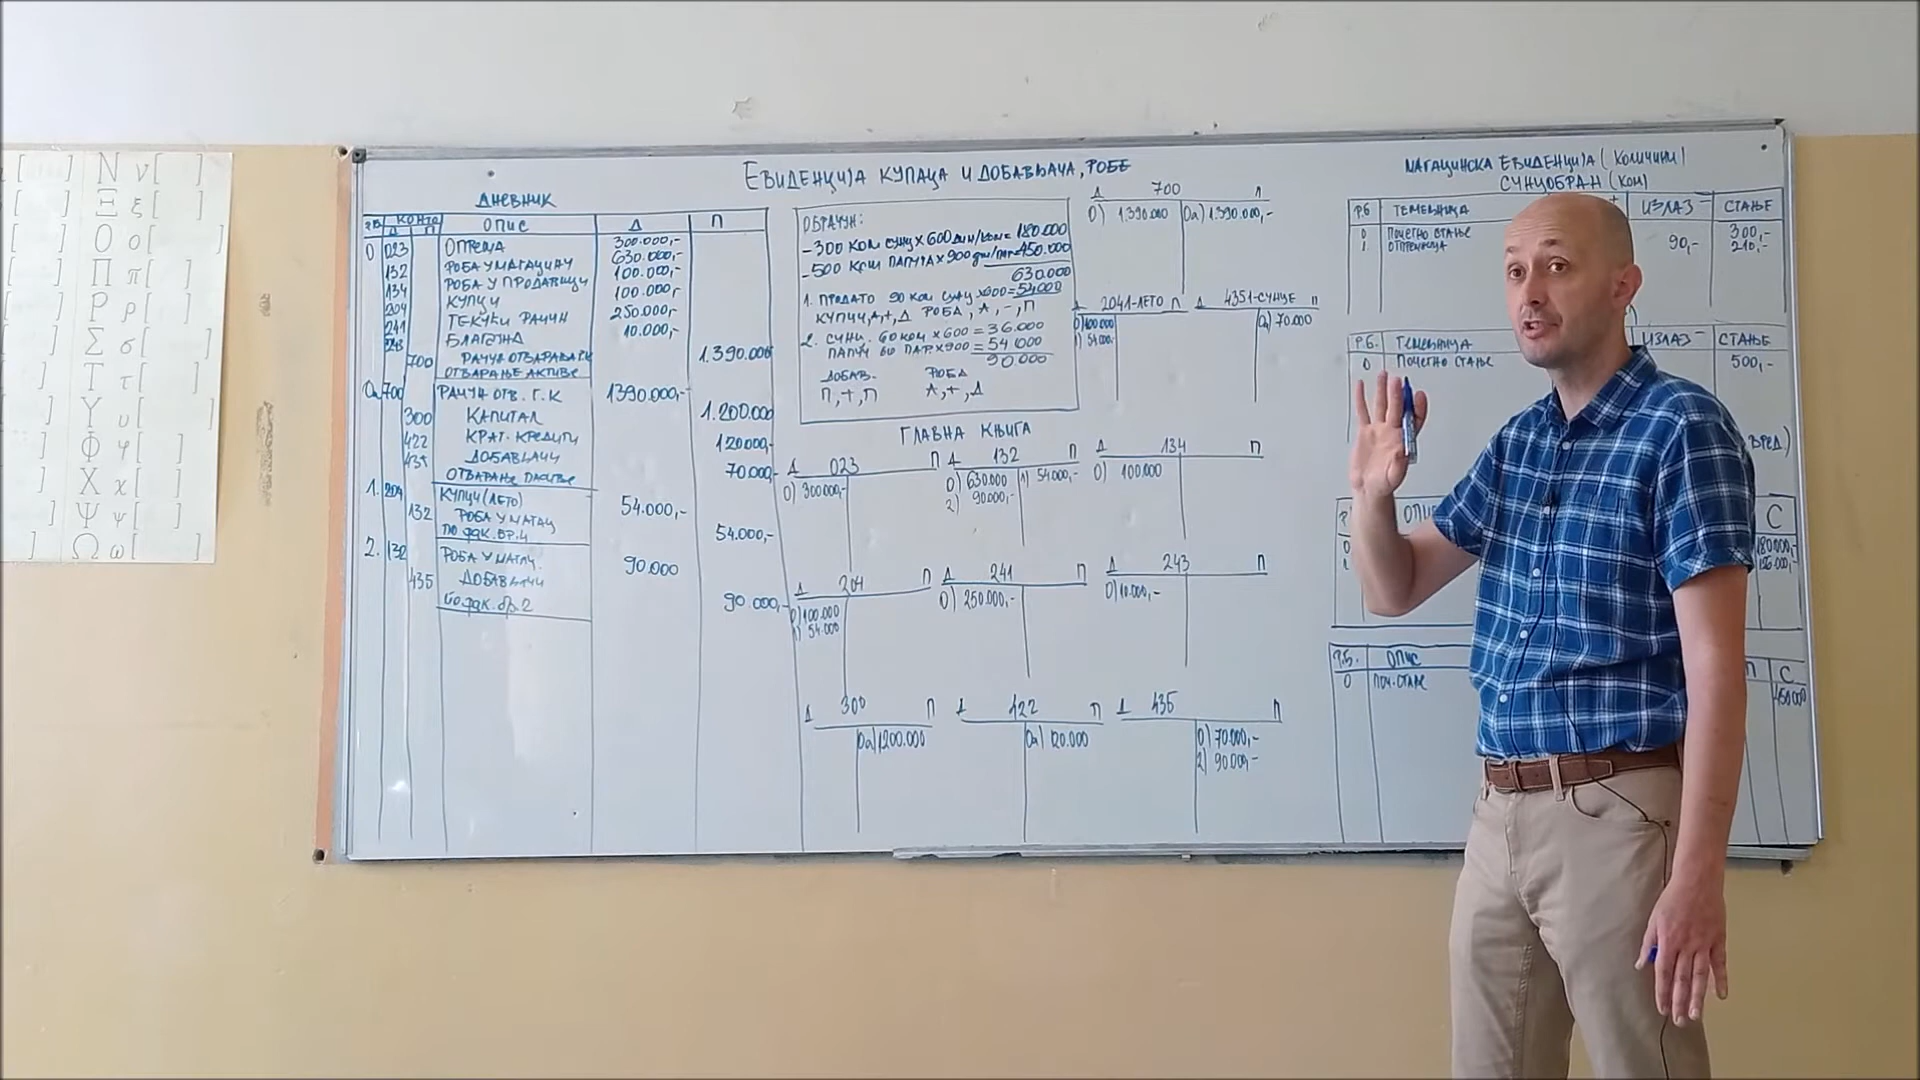 ЕВИДЕНЦИЈА КУПАЦА И ДОБАВЉАЧА, РОБЕ
ДНЕВНИК
Р.Б. КОНТО ОПИС Д П
Д П
0 023 ОПРЕМА 300.000,-
132 РОБА У МАГАЦИНУ 630.000,-
134 РОБА У ПРОДАВНИЦИ 100.000,-
204 КУПЦИ 100.000,-
241 ТЕКУЋИ РАЧУН 250.000,-
243 БЛАГАЈНА 10.000,-
700 РАЧУН ОТВАРАЊА 1.390.000
ОТВАРАЊЕ АКТИВЕ
0а 700 РАЧУН ОТВ. Г.К 1390.000,-
300 КАПИТАЛ 1.200.000
422 КРАТ. КРЕДИТИ 120.000,-
435 ДОБАВЉАЧИ 70.000,-
ОТВАРАЊЕ ПАСИВЕ
1. 204 КУПЦИ (ЛЕТО) 54.000,-
132 РОБА У МАГАЦ 54.000,-
ПО ФАК. БР.4
2. 132 РОБА У МАГАЦ. 90.000
435 ДОБАВЉАЧИ 90.000,-
ПО ФАК. БР.2
ОБРАЧУН:
- 300 КОМ СУНЦ × 600 ДИН/КОМ = 180.000
- 500 КОМ ПАПУЧА × 900 ДИН/ПАР = 450.000
630.000
1. ПРОДАТО 90 КОМ СУНЦ × 600 = 54000
КУПЦИ, А, +, Д РОБА, А, -, П
2. СУНЦ. 60 КОМ × 600 = 36.000
ПАПУЧ 60 ПАР × 900 = 54 000
90.000
ДОБАВ. РОБА
П, +, П А, +, Д
Д 700 П
0) 1.390.000 0а) 1.390.000,-
Д 2041-ЛЕТО П
0) 100.000
1) 54.000
Д 4351-СУНЦЕ П
0а) 70.000
ГЛАВНА КЊИГА
Д 023 П
0) 300.000,-
Д 132 П
0) 630.000 1) 54.000,-
2) 90.000,-
Д 134 П
0) 100.000
Д 204 П
0) 100.000
1) 54.000
Д 241 П
0) 250.000,-
Д 243 П
0) 10.000,-
Д 300 П
0а) 1200.000
Д 422 П
0а) 120.000
Д 435 П
0) 70.000,-
2) 90.000,-
МАГАЦИНСКА ЕВИДЕНЦИЈА (КОЛИЧИНИ)
СУНЦОБРАН (КОМ)
Р.Б ТЕМЕЉНИЦА + ИЗЛАЗ - СТАЊЕ
0 ПОЧЕТНО СТАЊЕ 300,-
1. ОТПРЕМНИЦА 90,- 210,-
Р.Б. ТЕМЕЉНИЦА ИЗЛАЗ - СТАЊЕ
0 ПОЧЕТНО СТАЊЕ 500,-
ВРЕД.)
С
0 180.000,-
126.000,-
Р.Б. ОПИС П С
0 ПОЧ. СТАЊЕ 450000
[ ] Ν ν[ ]
[ ] Ξ ξ[ ]
[ ] Ο ο[ ]
[ ] Π π[ ]
[ ] Ρ ρ[ ]
] Σ σ[ ]
] Τ τ[ ]
] Υ υ[ ]
] Φ φ[ ]
] Χ χ[ ]
] Ψ ψ[ ]
] Ω ω[ ]